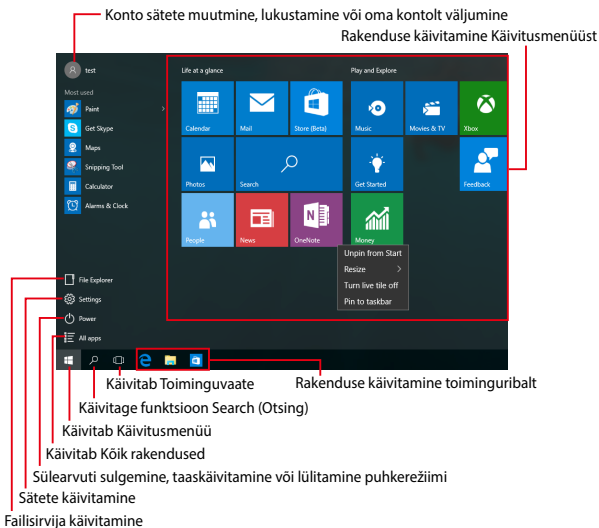 Konto sätete muutmine, lukustamine või oma kontolt väljumine
Rakenduse käivitamine Käivitusmenüüst
test
Life at a glance
Play and Explore
Most used
Paint
Get Skype
Maps
Snipping Tool
Calculator
Alarms & Clock
Calendar
Mail
Store (Beta)
Music
Movies & TV
Xbox
Photos
Search
Get Started
Feedback
People
News
OneNote
Money
Unpin from Start
Resize
Turn live tile off
Pin to taskbar
File Explorer
Settings
Power
All apps
Käivitab Toiminguvaate
Rakenduse käivitamine toiminguribalt
Käivitage funktsioon Search (Otsing)
Käivitab Käivitusmenüü
Käivitab Kõik rakendused
Sülearvuti sulgemine, taaskäivitamine või lülitamine puhkerežiimi
Sätete käivitamine
Failisirvija käivitamine